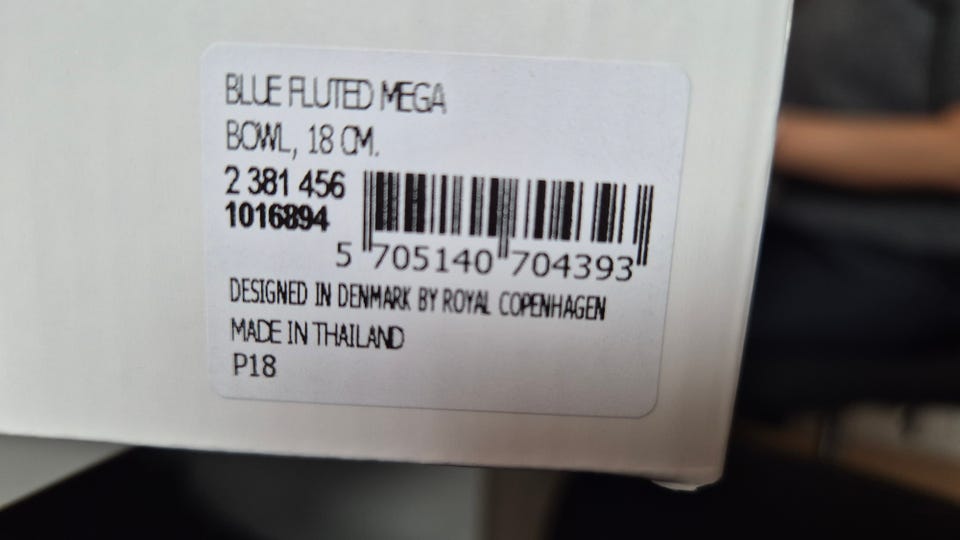 BLUE FLUTED MEGA
BOWL, 18 CM.
2 381 456
1016894
5 705140 704393
DESIGNED IN DENMARK BY ROYAL COPENHAGEN
MADE IN THAILAND
P18